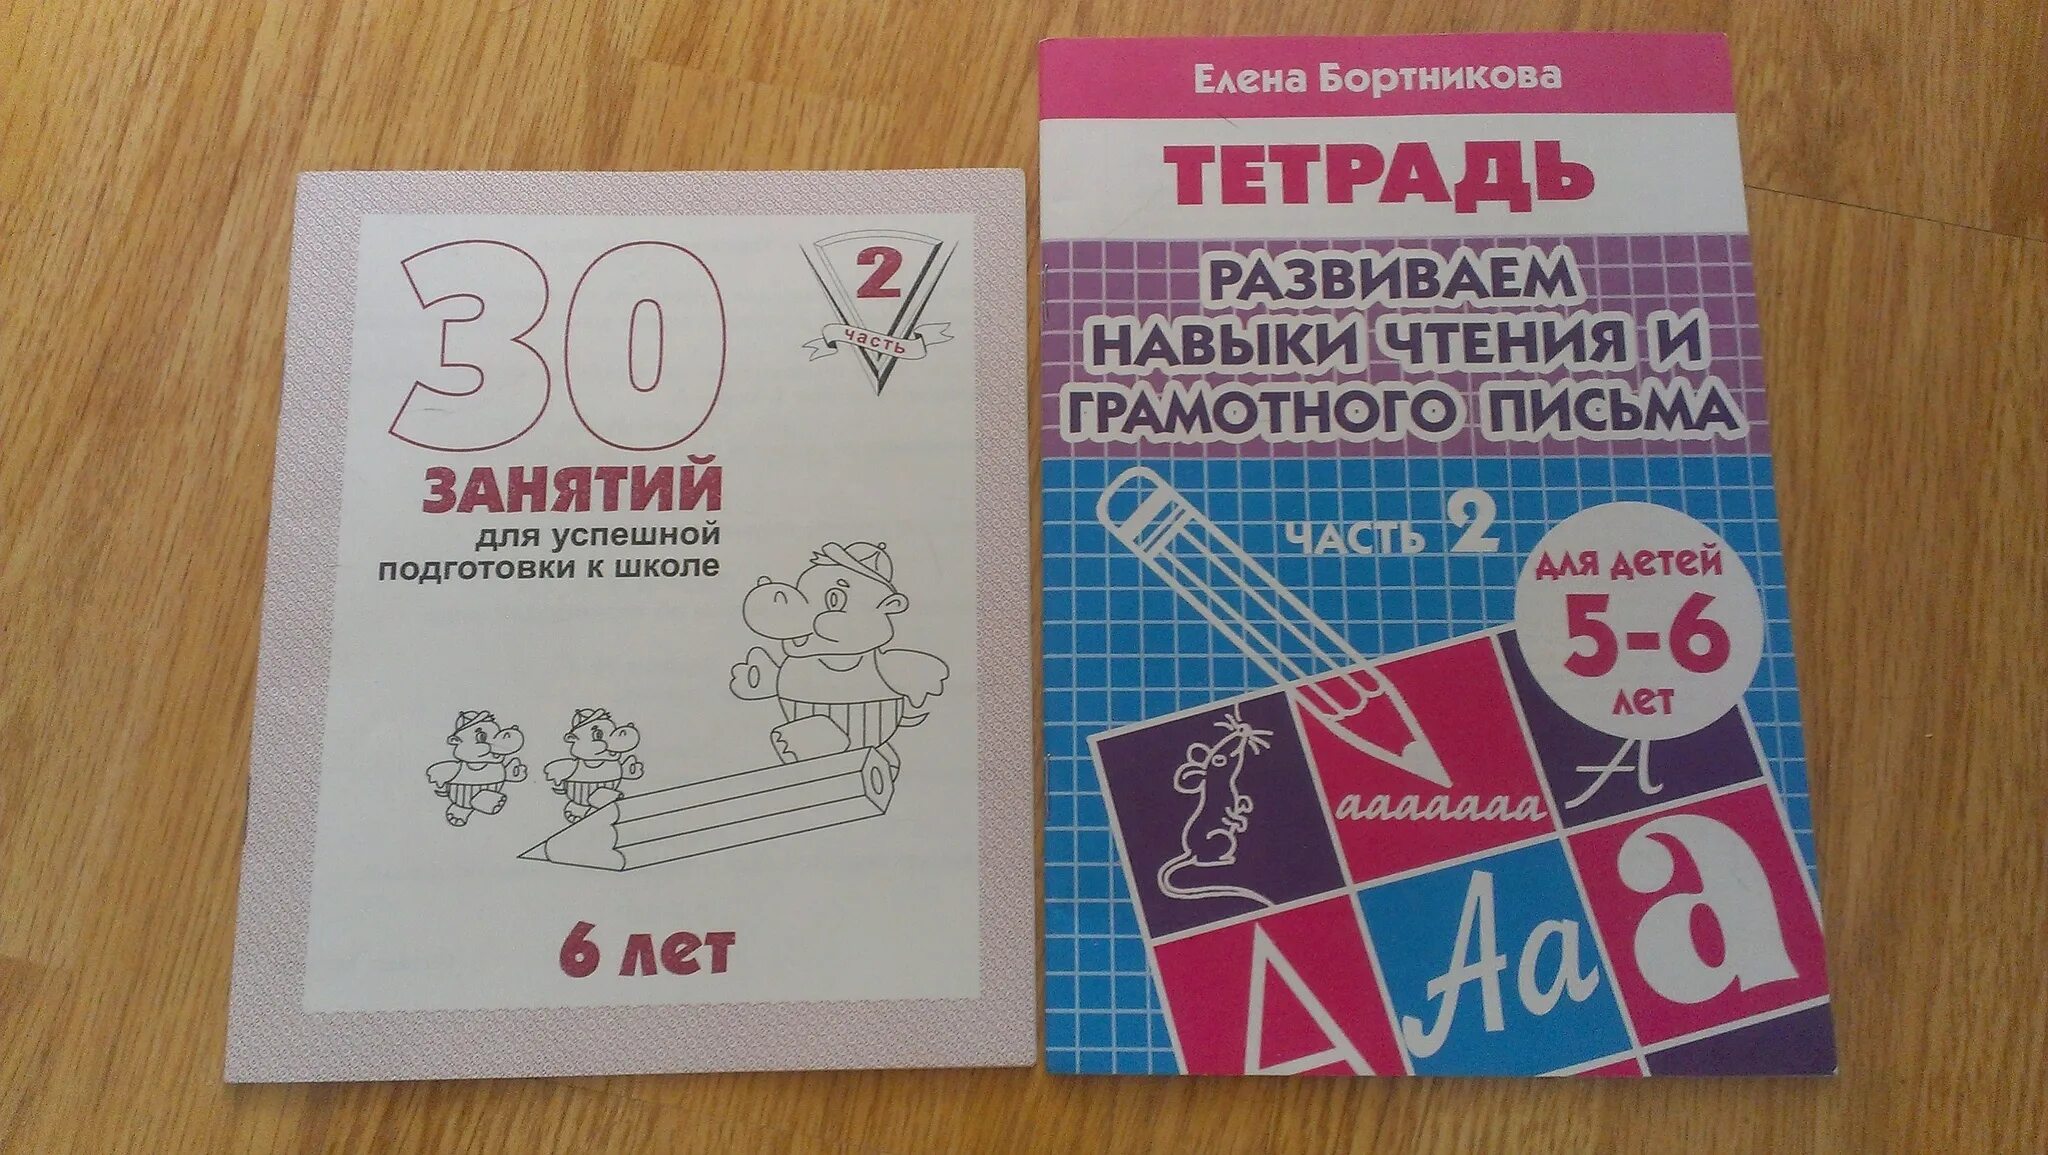 30
2
часть
ЗАНЯТИЙ
для успешной
подготовки к школе
6 лет
Елена Бортникова
ТЕТРАДЬ
РАЗВИВАЕМ
НАВЫКИ ЧТЕНИЯ И
ГРАМОТНОГО ПИСЬМА
ЧАСТЬ 2
для детей
5-6
лет
ааааааа
А
А
Аа
а